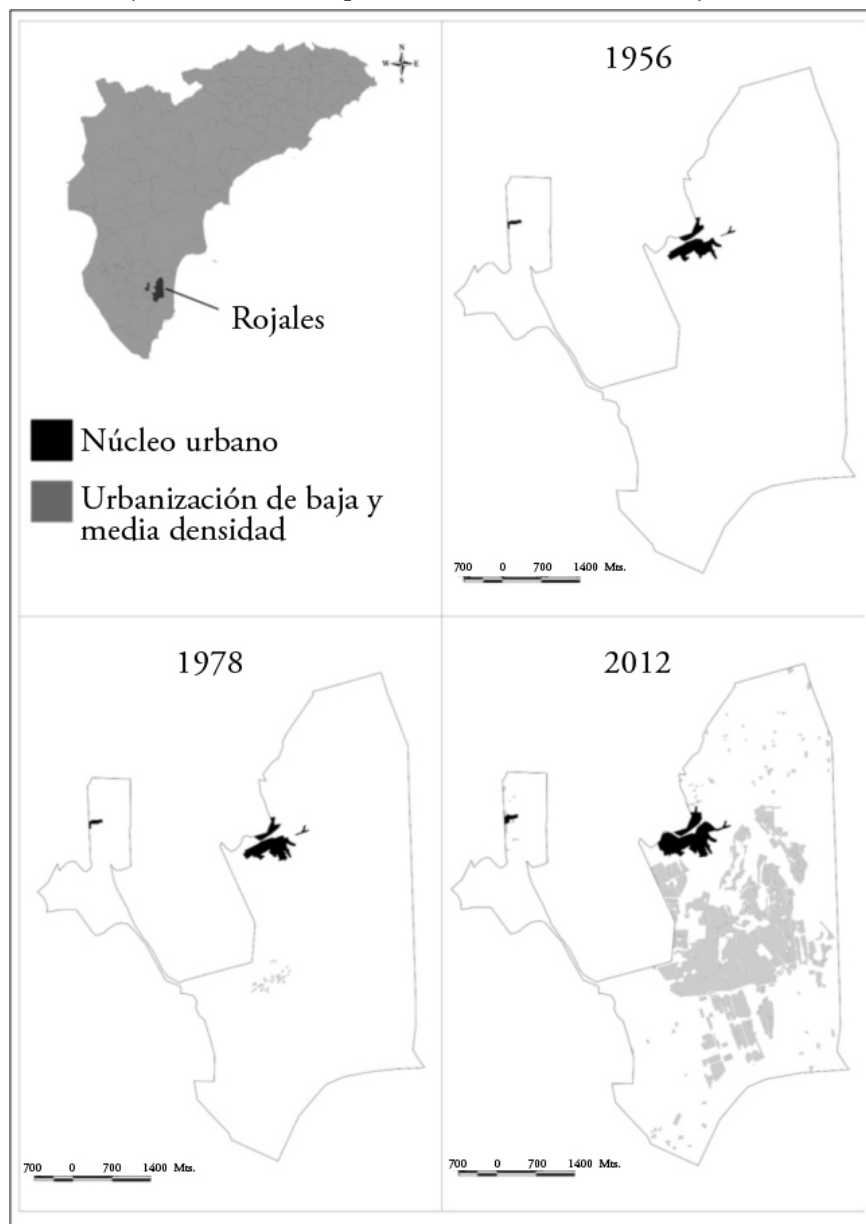 N
W E
S
Rojales
Núcleo urbano
Urbanización de baja y
media densidad
1956
700 0 700 1400 Mts.
1978
700 0 700 1400 Mts.
2012
700 0 700 1400 Mts.